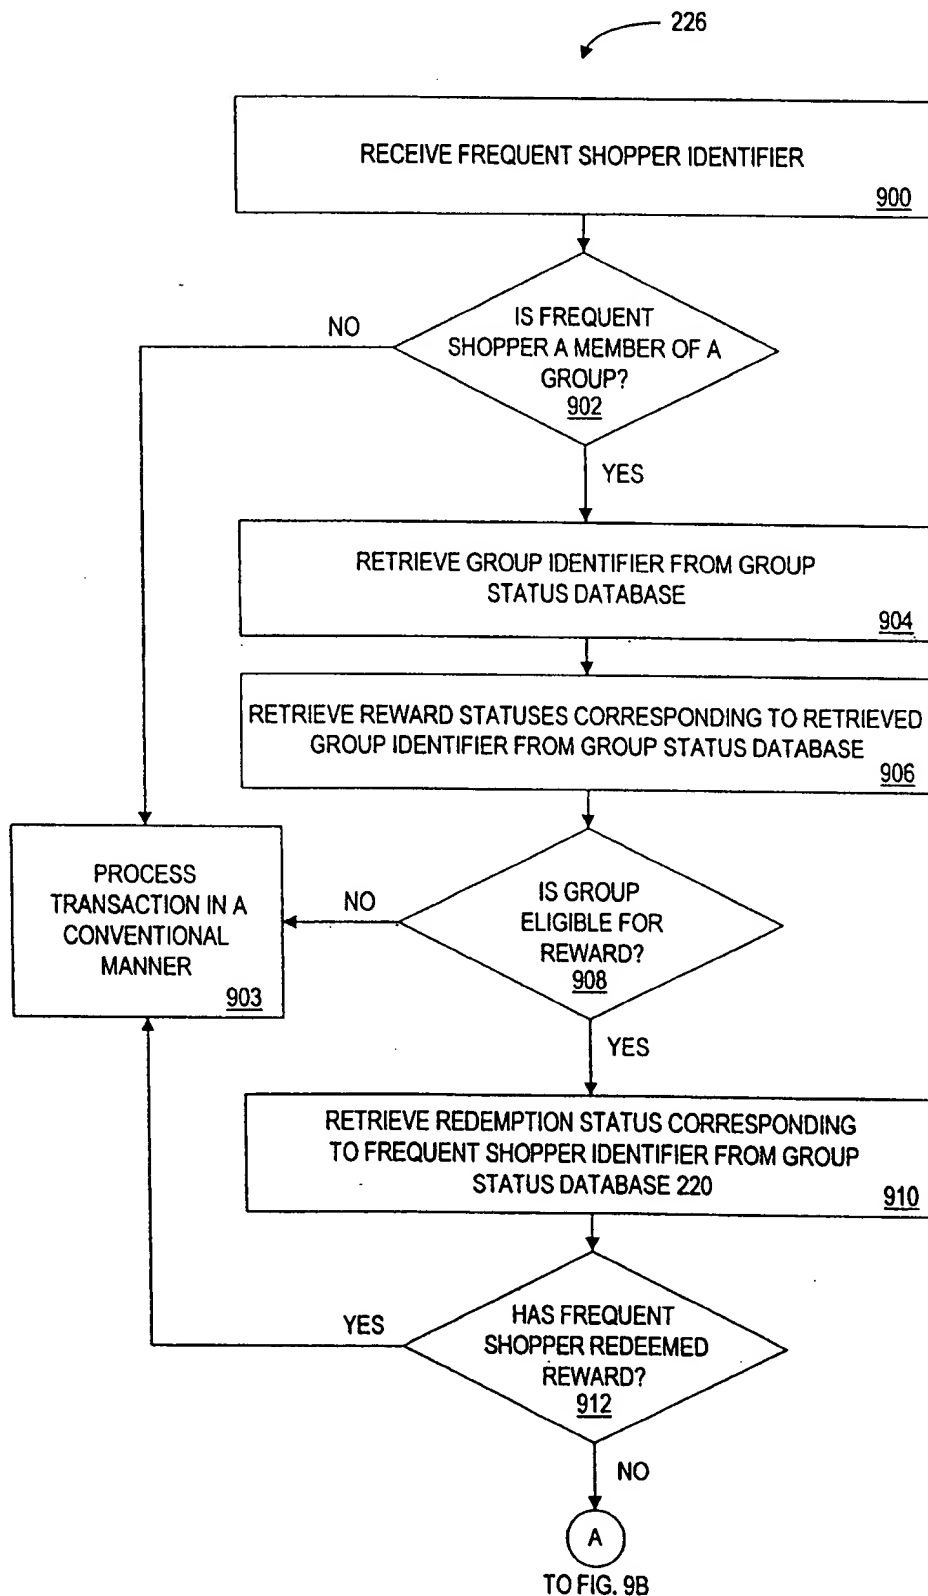 226
RECEIVE FREQUENT SHOPPER IDENTIFIER
900
IS FREQUENT
SHOPPER A MEMBER OF A
GROUP?
902
NO
YES
RETRIEVE GROUP IDENTIFIER FROM GROUP
STATUS DATABASE
904
RETRIEVE REWARD STATUSES CORRESPONDING TO RETRIEVED
GROUP IDENTIFIER FROM GROUP STATUS DATABASE
906
PROCESS
TRANSACTION IN A
CONVENTIONAL
MANNER
903
NO
IS GROUP
ELIGIBLE FOR
REWARD?
908
YES
RETRIEVE REDEMPTION STATUS CORRESPONDING
TO FREQUENT SHOPPER IDENTIFIER FROM GROUP
STATUS DATABASE 220
910
YES
HAS FREQUENT
SHOPPER REDEEMED
REWARD?
912
NO
A
TO FIG. 9B